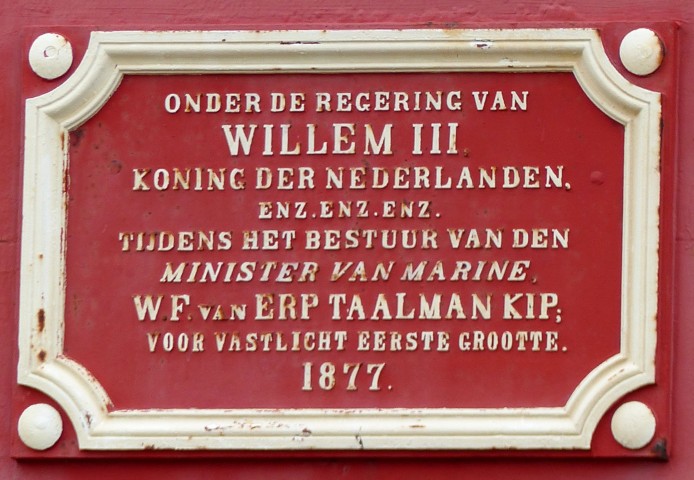 ONDER DE REGERING VAN
WILLEM III.
KONING DER NEDERLANDEN,
ENZ.ENZ.ENZ.
TIJDENS HET BESTUUR VAN DEN
MINISTER VAN MARINE,
W.F. VAN ERP TAALMAN KIP;
VOOR VASTLICHT EERSTE GROOTTE.
1877.